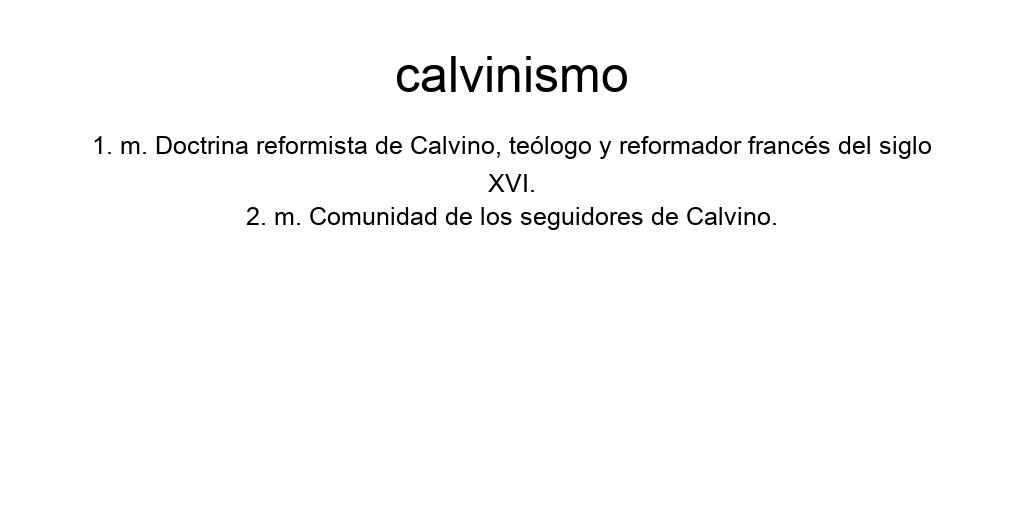 calvinismo
1. m. Doctrina reformista de Calvino, teólogo y reformador francés del siglo
XVI.
2. m. Comunidad de los seguidores de Calvino.